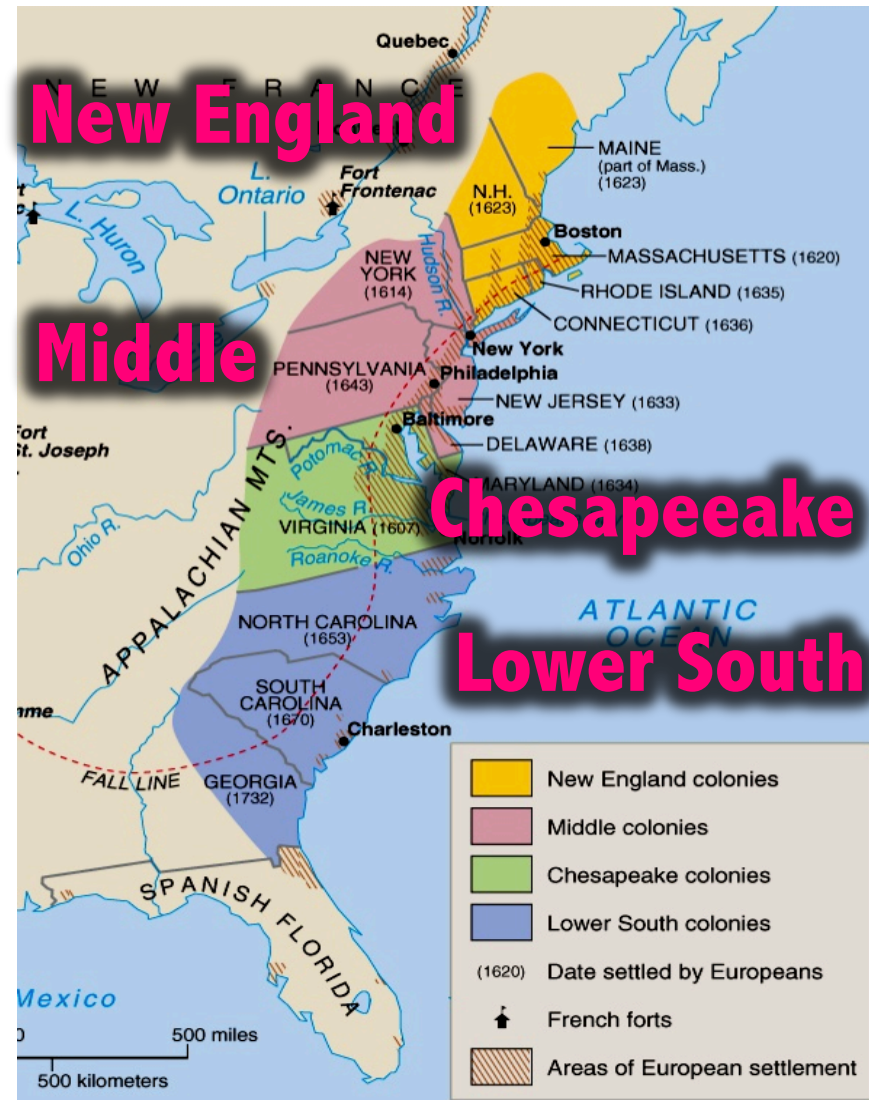 Quebec
NEW FRANCE
New England
MAINE
(part of Mass.)
(1623)
Fort
Frontenac
L.
Ontario
N.H.
(1623)
L. Huron
Boston
MASSACHUSETTS (1620)
Hudson R.
NEW
YORK
(1614)
RHODE ISLAND (1635)
CONNECTICUT (1636)
Middle
New York
PENNSYLVANIA
(1643)
Philadelphia
NEW JERSEY (1633)
Baltimore
Fort
St. Joseph
DELAWARE (1638)
Potomac R.
MARYLAND (1634)
APPALACHIAN MTS.
Chesapeeake
James R.
VIRGINIA (1607)
Norfolk
Ohio R.
Roanoke R.
ATLANTIC
OCEAN
NORTH CAROLINA
(1653)
Lower South
SOUTH
CAROLINA
(1670)
Charleston
FALL LINE
GEORGIA
(1732)
New England colonies
Middle colonies
Chesapeake colonies
Lower South colonies
(1620) Date settled by Europeans
French forts
Areas of European settlement
SPANISH FLORIDA
Mexico
0 500 miles
500 kilometers